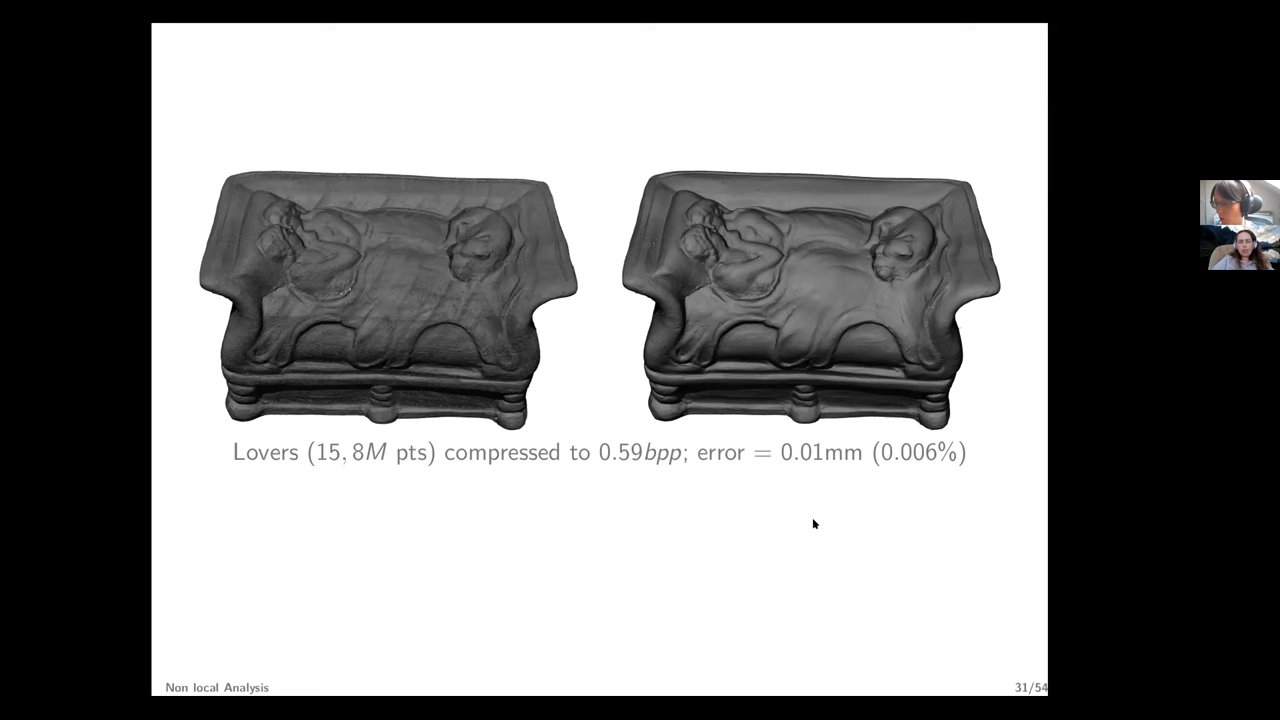 Lovers (15, 8M pts) compressed to 0.59bpp; error = 0.01mm (0.006%)
Non local Analysis
31/54